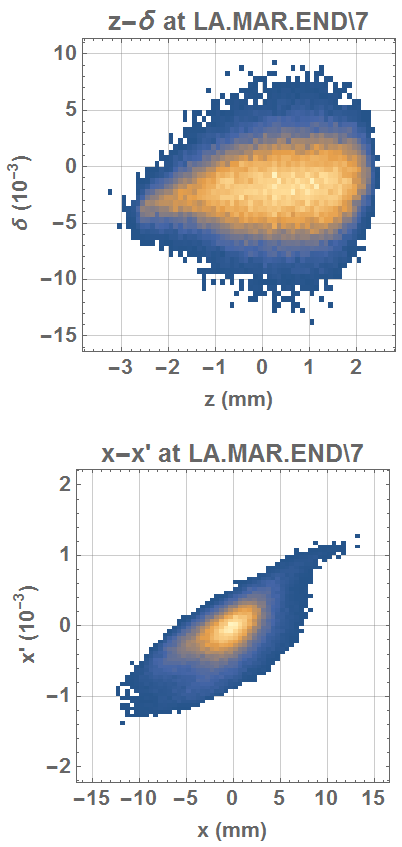 z−δ at LA.MAR.END\7
10
5
0
−5
−10
−15
δ (10⁻³)
−3 −2 −1 0 1 2
z (mm)
x−x' at LA.MAR.END\7
2
1
0
−1
−2
x' (10⁻³)
−15 −10 −5 0 5 10 15
x (mm)